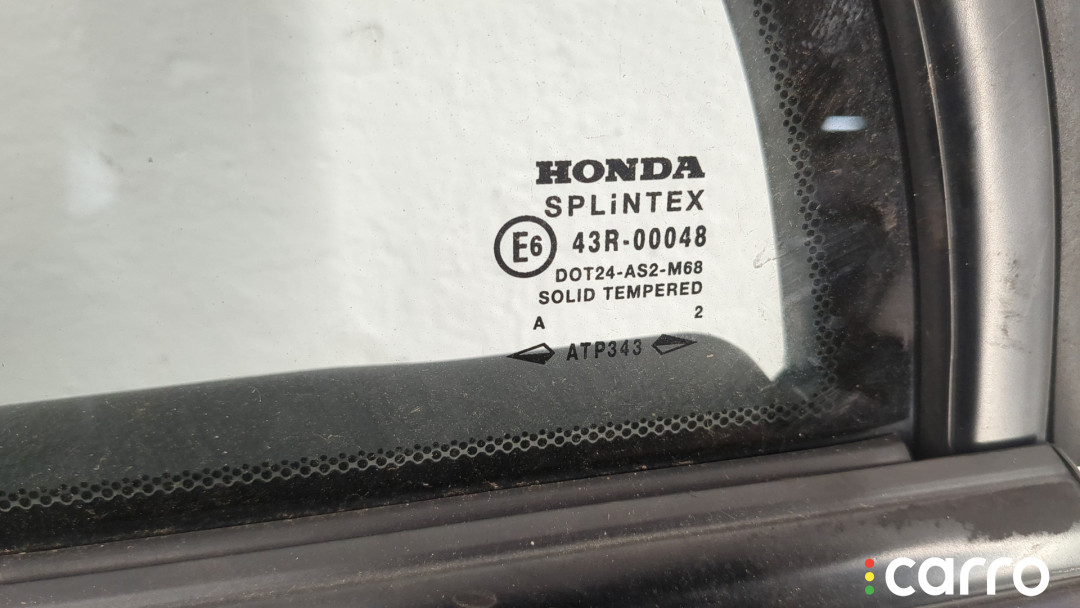 HONDA
SPLiNTEX
E6 43R-00048
DOT24-AS2-M68
SOLID TEMPERED
A 2
ATP343
carro